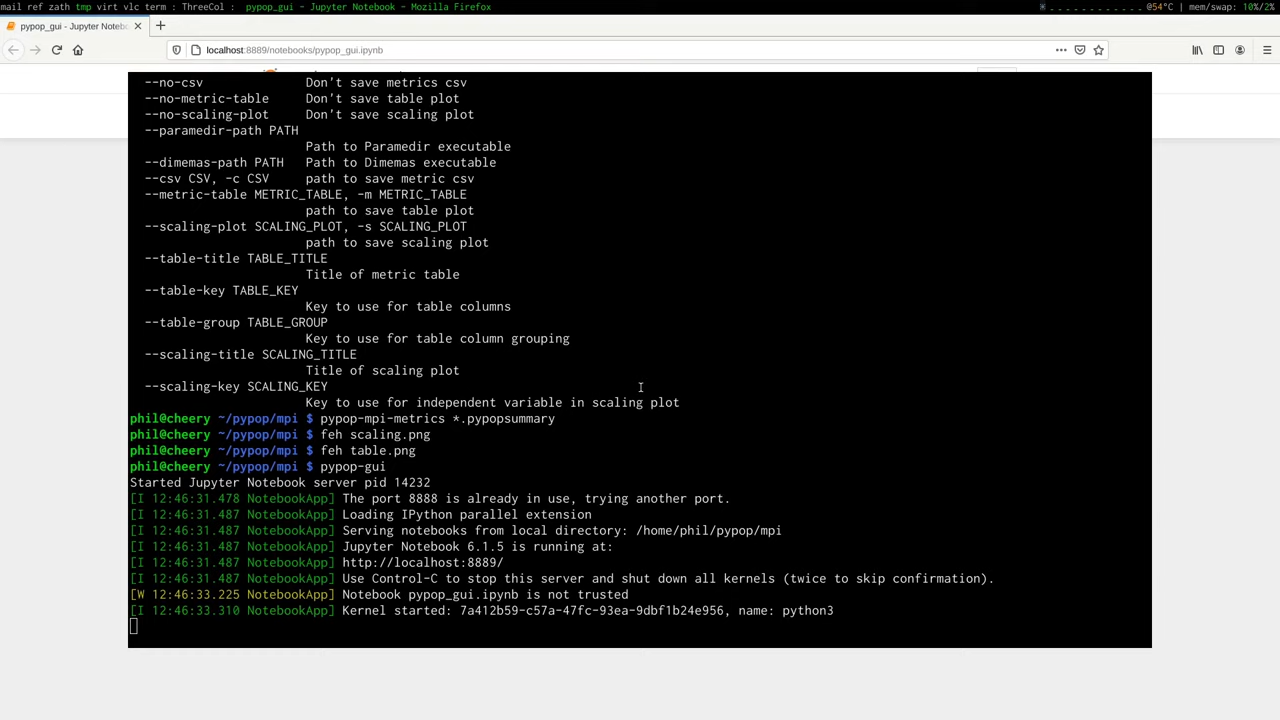 mail ref zath tmp virt vlc term : ThreeCol : pypop_gui - Jupyter Notebook - Mozilla Firefox
@54°C | mem/swap: 10%/2%
pypop_gui - Jupyter Noteb
localhost:8889/notebooks/pypop_gui.ipynb
--no-csv Don't save metrics csv
--no-metric-table Don't save table plot
--no-scaling-plot Don't save scaling plot
--paramedir-path PATH
Path to Paramedir executable
--dimemas-path PATH Path to Dimemas executable
--csv CSV, -c CSV path to save metric csv
--metric-table METRIC_TABLE, -m METRIC_TABLE
path to save table plot
--scaling-plot SCALING_PLOT, -s SCALING_PLOT
path to save scaling plot
--table-title TABLE_TITLE
Title of metric table
--table-key TABLE_KEY
Key to use for table columns
--table-group TABLE_GROUP
Key to use for table column grouping
--scaling-title SCALING_TITLE
Title of scaling plot
--scaling-key SCALING_KEY
Key to use for independent variable in scaling plot
phil@cheery ~/pypop/mpi $ pypop-mpi-metrics *.pypopsummary
phil@cheery ~/pypop/mpi $ feh scaling.png
phil@cheery ~/pypop/mpi $ feh table.png
phil@cheery ~/pypop/mpi $ pypop-gui
Started Jupyter Notebook server pid 14232
[I 12:46:31.478 NotebookApp] The port 8888 is already in use, trying another port.
[I 12:46:31.487 NotebookApp] Loading IPython parallel extension
[I 12:46:31.487 NotebookApp] Serving notebooks from local directory: /home/phil/pypop/mpi
[I 12:46:31.487 NotebookApp] Jupyter Notebook 6.1.5 is running at:
[I 12:46:31.487 NotebookApp] http://localhost:8889/
[I 12:46:31.487 NotebookApp] Use Control-C to stop this server and shut down all kernels (twice to skip confirmation).
[W 12:46:33.225 NotebookApp] Notebook pypop_gui.ipynb is not trusted
[I 12:46:33.310 NotebookApp] Kernel started: 7a412b59-c57a-47fc-93ea-9dbf1b24e956, name: python3